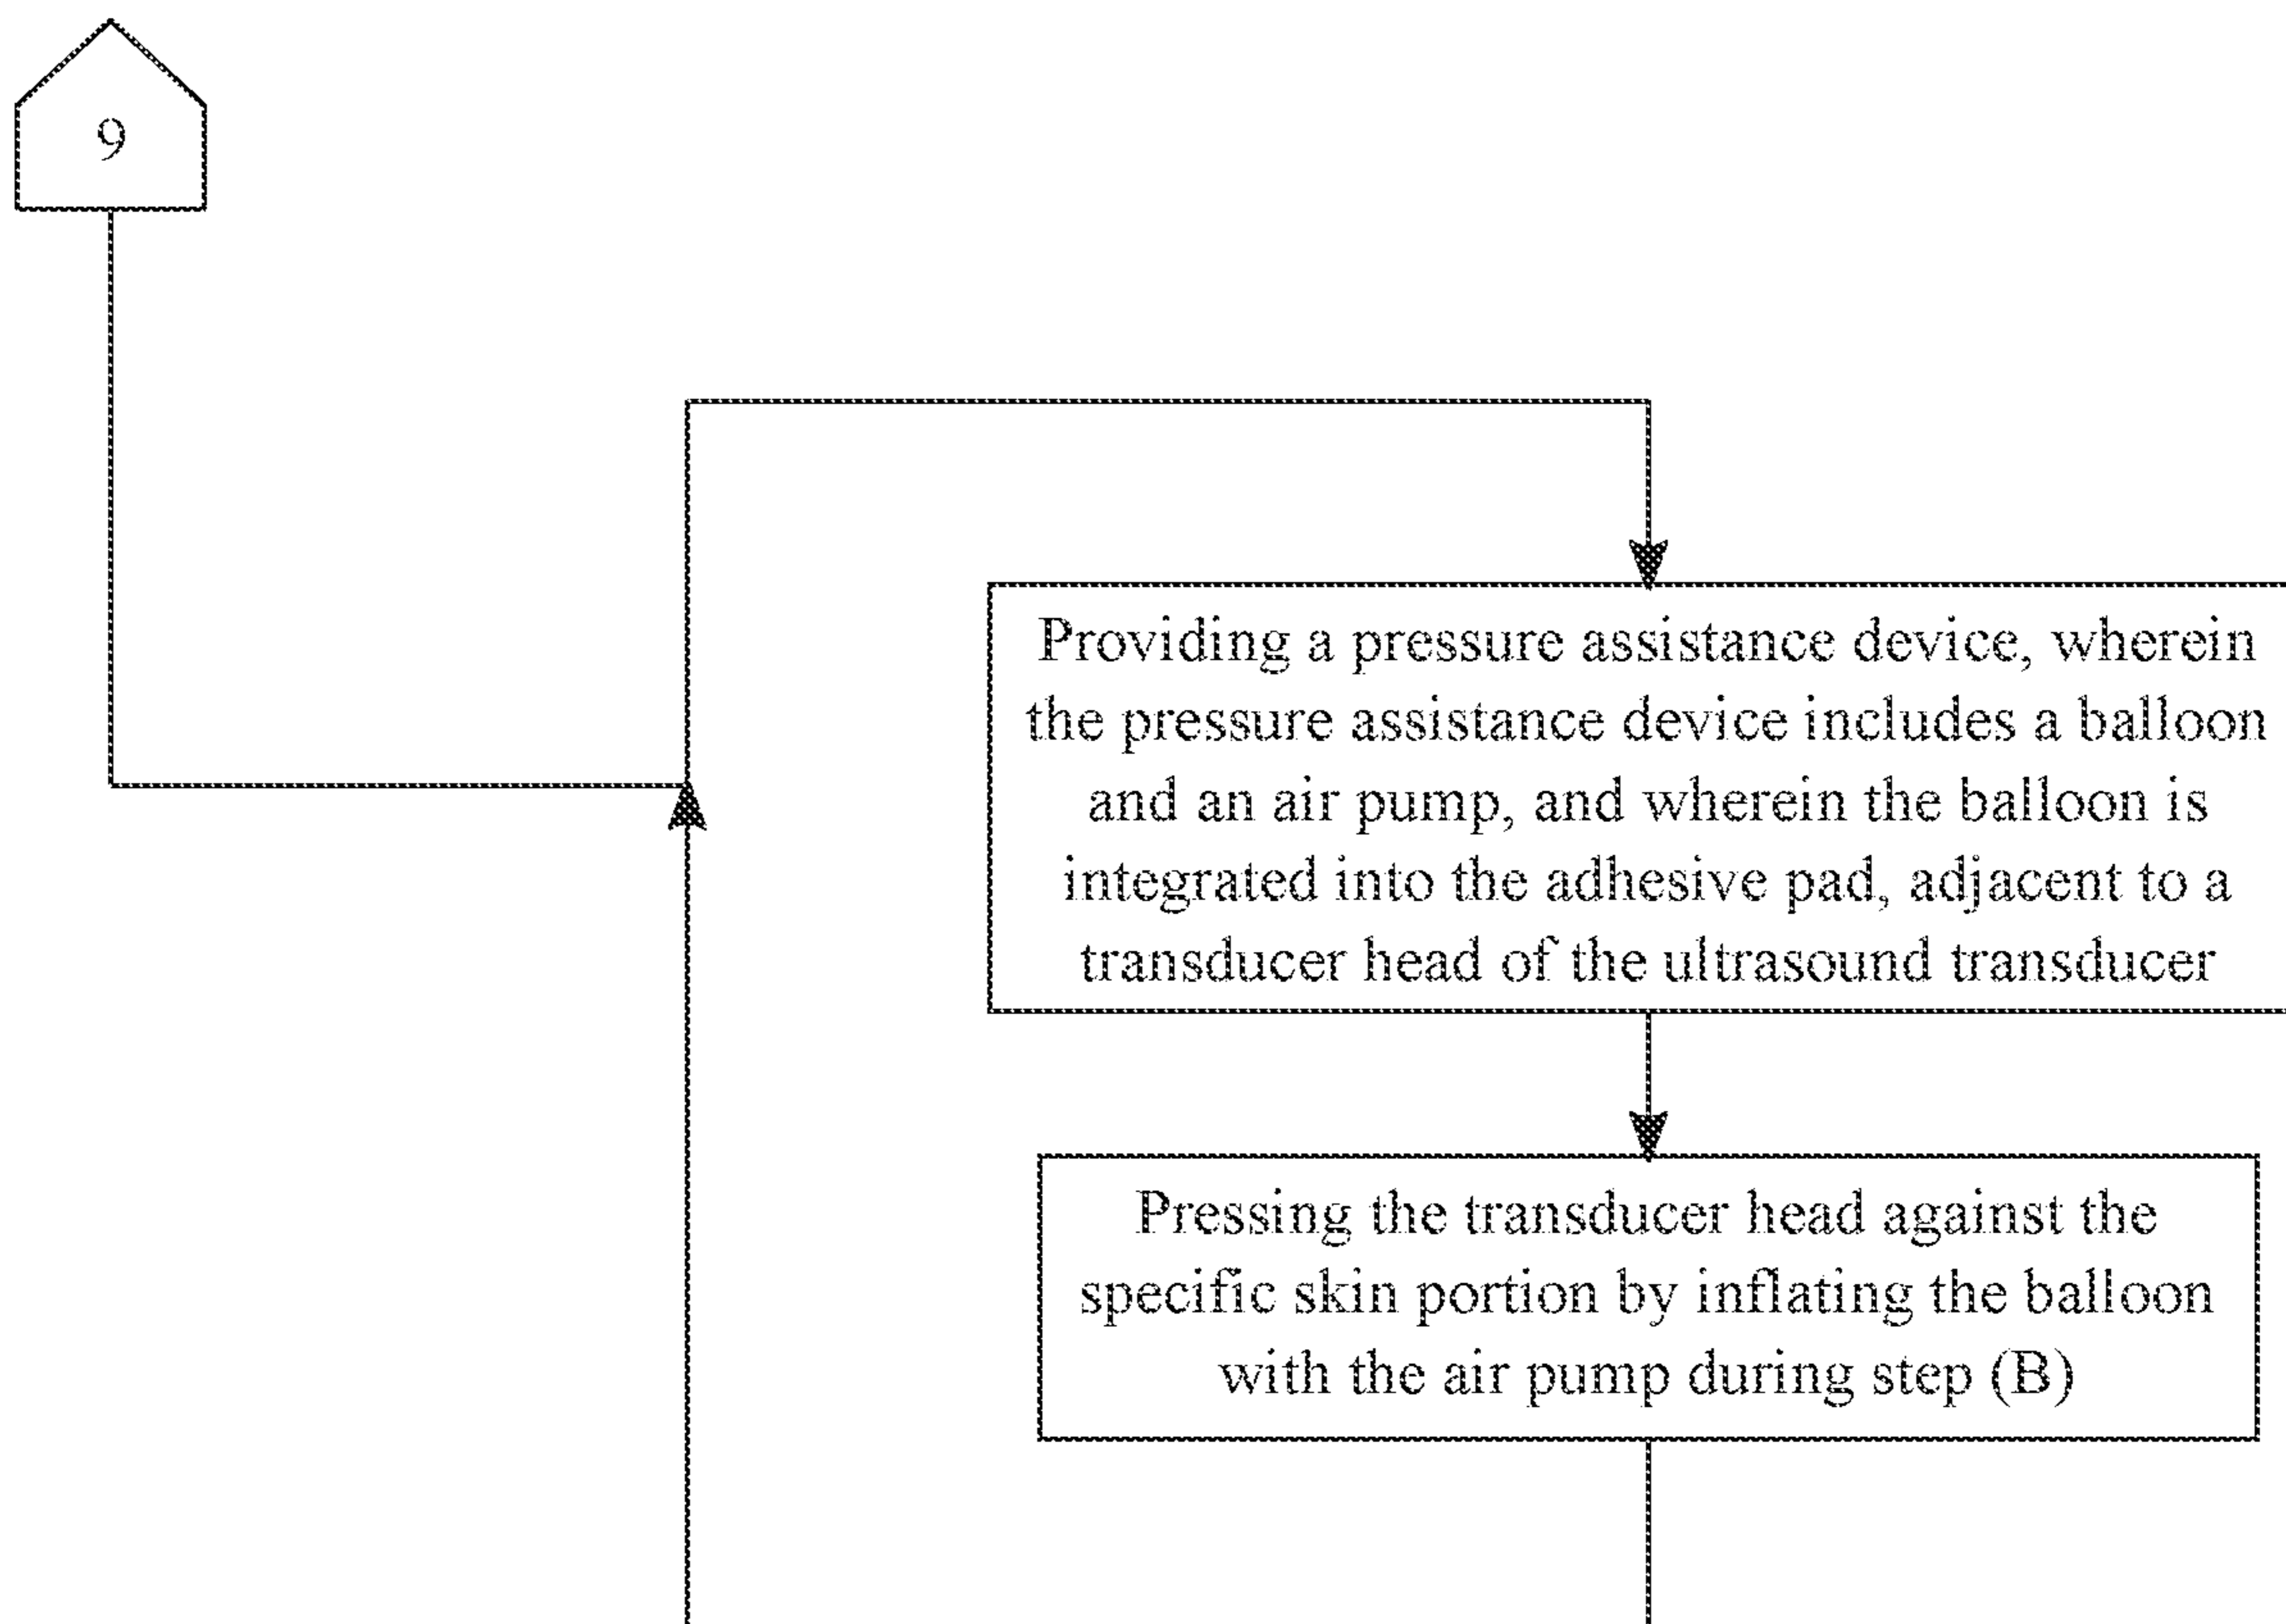 9
Providing a pressure assistance device, wherein
the pressure assistance device includes a balloon
and an air pump, and wherein the balloon is
integrated into the adhesive pad, adjacent to a
transducer head of the ultrasound transducer
Pressing the transducer head against the
specific skin portion by inflating the balloon
with the air pump during step (B)